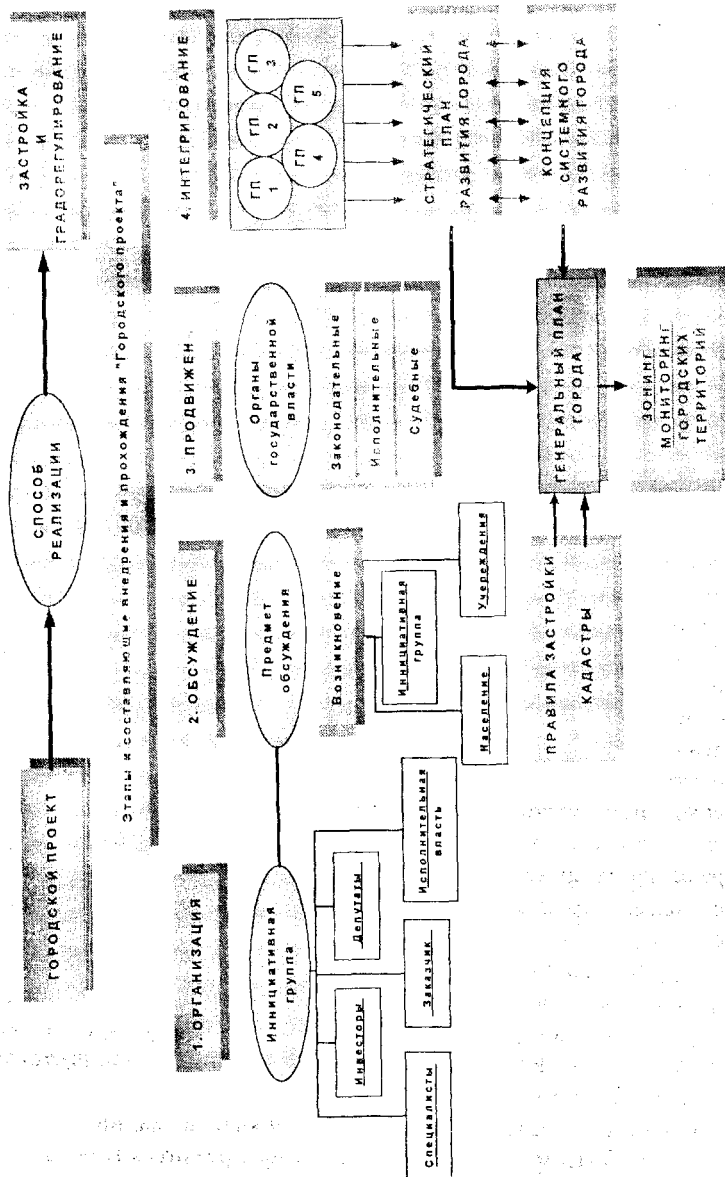 ГОРОДСКОЙ ПРОЕКТ
СПОСОБ
РЕАЛИЗАЦИИ
ЗАСТРОЙКА
И
ГРАДОРЕГУЛИРОВАНИЕ
Этапы и составляющие внедрения и прохождения "Городского проекта"
1. ОРГАНИЗАЦИЯ
2. ОБСУЖДЕНИЕ
3. ПРОДВИЖЕН.
4. ИНТЕГРИРОВАНИЕ
Иннициативная
группа
Предмет
обсуждения
Органы
государственной
власти
ГП
1
ГП
2
ГП
3
ГП
4
ГП
5
Инвесторы
Депутаты
Специалисты
Заказчик
Исполнительная
власть
Возникновение
Иннициативная
группа
Население
Учереждения
Законодательные
Исполнительные
Судебные
СТРАТЕГИЧЕСКИЙ
ПЛАН
РАЗВИТИЯ ГОРОДА
КОНЦЕПЦИЯ
СИСТЕМНОГО
РАЗВИТИЯ ГОРОДА
ПРАВИЛА ЗАСТРОЙКИ
КАДАСТРЫ
ГЕНЕРАЛЬНЫЙ ПЛАН
ГОРОДА
ЗОНИНГ
МОНИТОРИНГ
ГОРОДСКИХ
ТЕРРИТОРИЙ